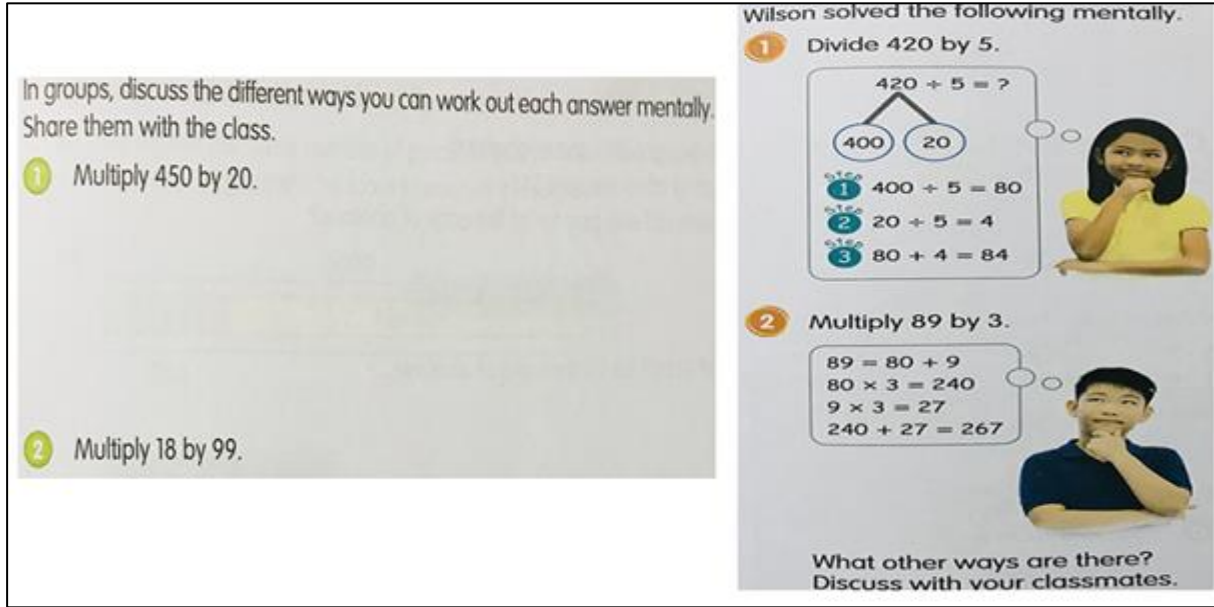 In groups, discuss the different ways you can work out each answer mentally.
Share them with the class.
1 Multiply 450 by 20.
2 Multiply 18 by 99.
Wilson solved the following mentally.
1 Divide 420 by 5.
420 ÷ 5 = ?
400 20
STEP 1 400 ÷ 5 = 80
STEP 2 20 ÷ 5 = 4
STEP 3 80 + 4 = 84
2 Multiply 89 by 3.
89 = 80 + 9
80 × 3 = 240
9 × 3 = 27
240 + 27 = 267
What other ways are there?
Discuss with your classmates.